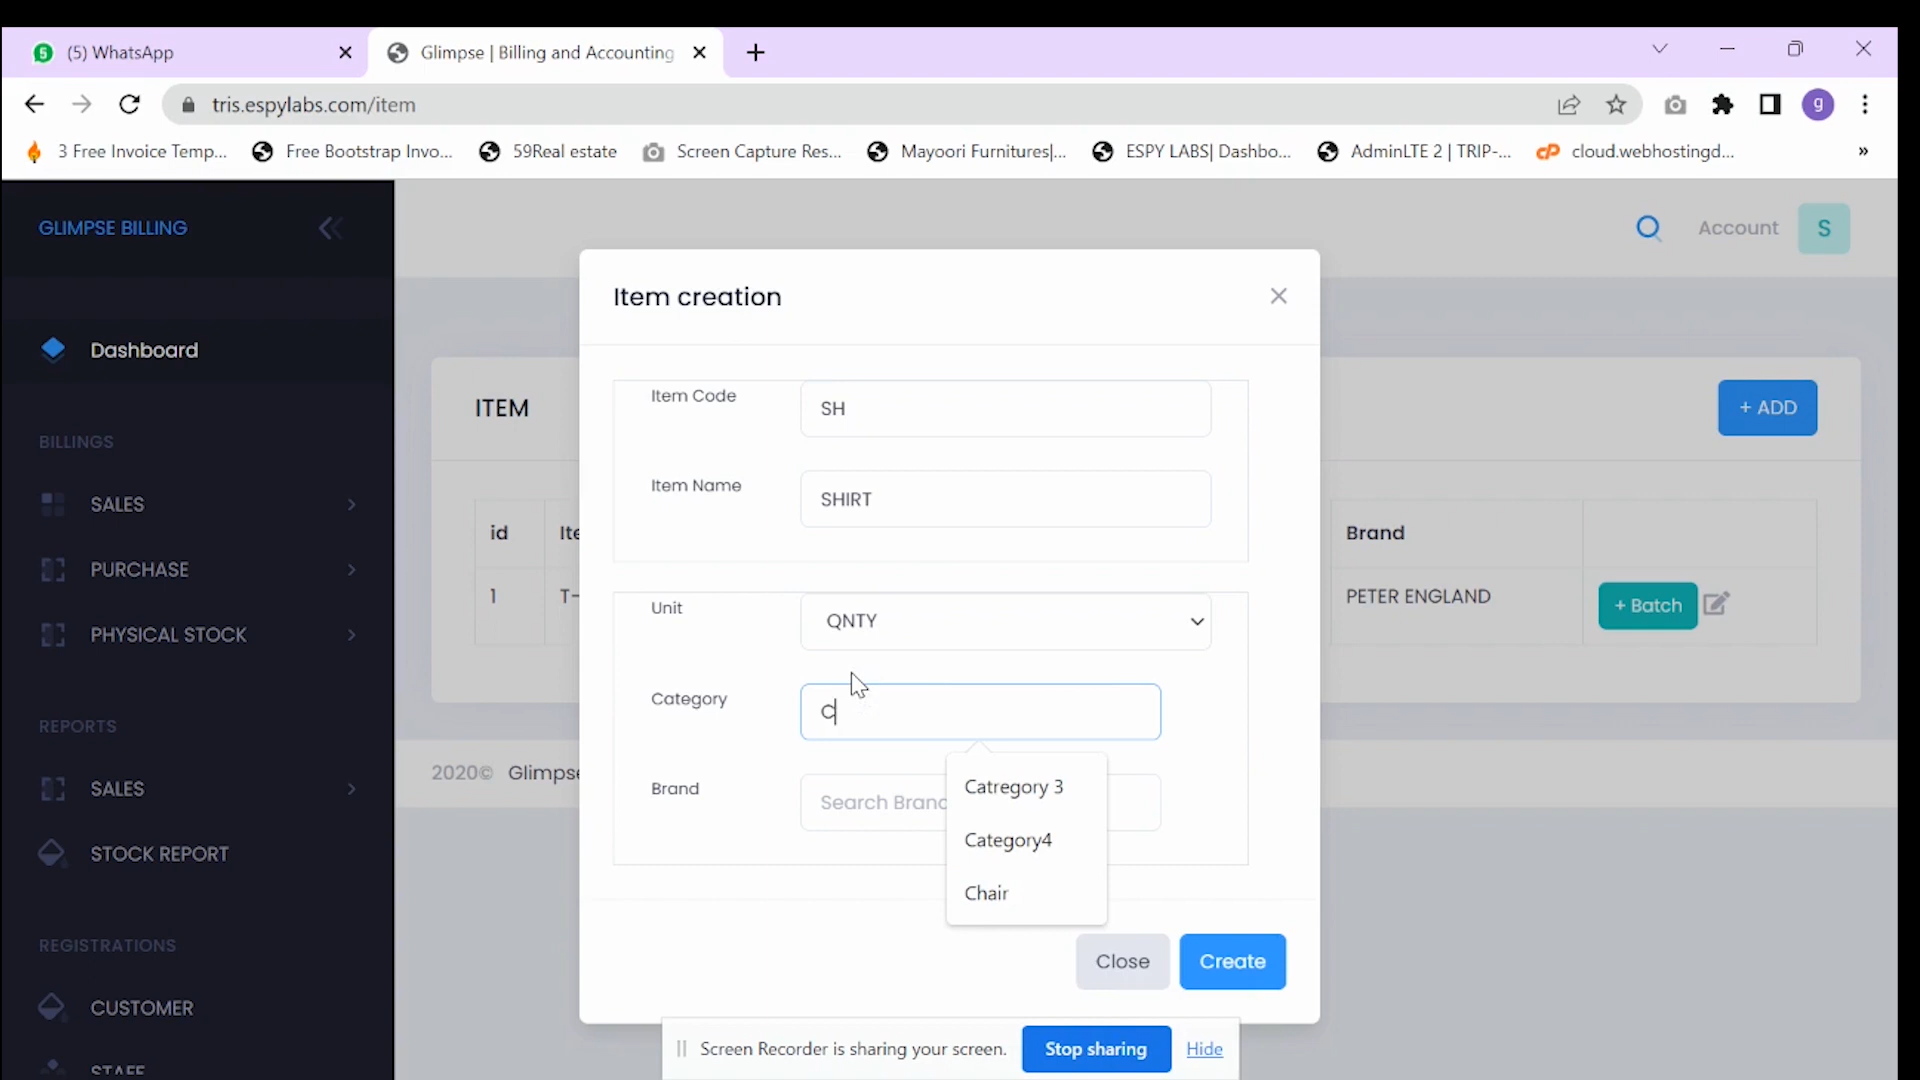 5
(5) WhatsApp
Glimpse | Billing and Accounting
tris.espylabs.com/item
g
3 Free Invoice Temp...
Free Bootstrap Invo...
59Real estate
Screen Capture Res...
Mayoori Furnitures|...
ESPY LABS| Dashbo...
AdminLTE 2 | TRIP-...
cP
cloud.webhostingd...
»
GLIMPSE BILLING
Account
S
Dashboard
BILLINGS
SALES
PURCHASE
PHYSICAL STOCK
REPORTS
SALES
STOCK REPORT
REGISTRATIONS
CUSTOMER
STAFF
ITEM
+ ADD
id
Ite
Brand
1
T-
PETER ENGLAND
+ Batch
2020©
Glimpse
Item creation
Item Code
SH
Item Name
SHIRT
Unit
QNTY
Category
C
Brand
Search Brand
Catregory 3
Category4
Chair
Close
Create
Screen Recorder is sharing your screen.
Stop sharing
Hide